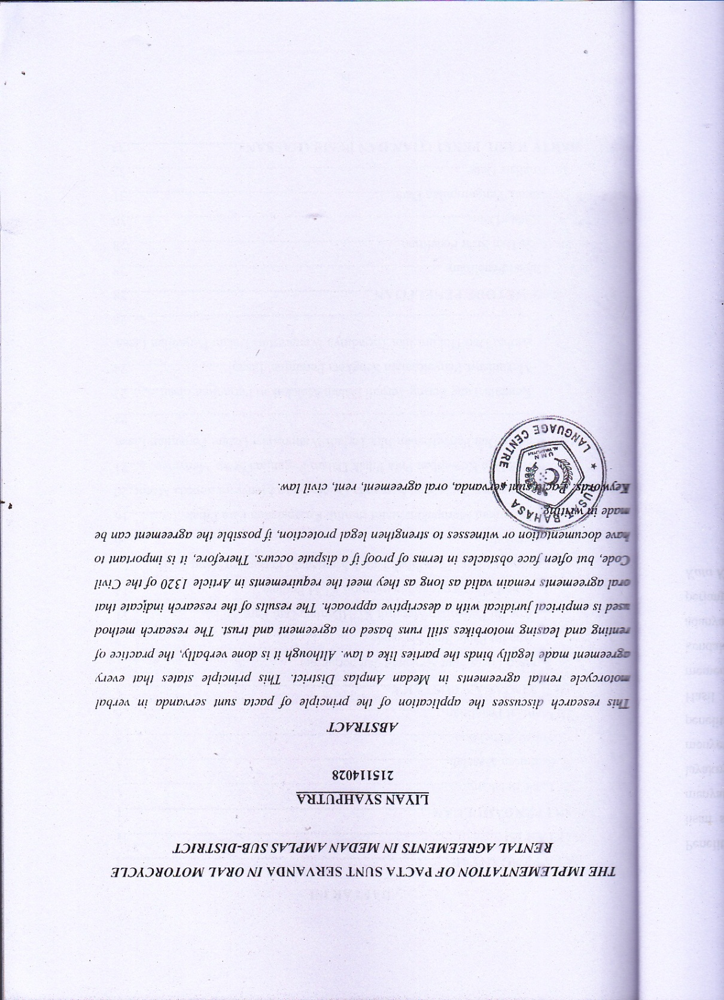 THE IMPLEMENTATION OF PACTA SUNT SERVANDA IN ORAL MOTORCYCLE
RENTAL AGREEMENTS IN MEDAN AMPLAS SUB-DISTRICT
LIYAN SYAHPUTRA
215114028
ABSTRACT
This research discusses the application of the principle of pacta sunt servanda in verbal
motorcycle rental agreements in Medan Amplas District. This principle states that every
agreement made legally binds the parties like a law. Although it is done verbally, the practice of
renting and leasing motorbikes still runs based on agreement and trust. The research method
used is empirical juridical with a descriptive approach. The results of the research indicate that
oral agreements remain valid as long as they meet the requirements in Article 1320 of the Civil
Code, but often face obstacles in terms of proof if a dispute occurs. Therefore, it is important to
have documentation or witnesses to strengthen legal protection, if possible the agreement can be
made in writing.
Keywords: Pacta sunt servanda, oral agreement, rent, civil law.
PUSAT BAHASA
UMN
AL WASHLIYAH
LANGUAGE CENTRE